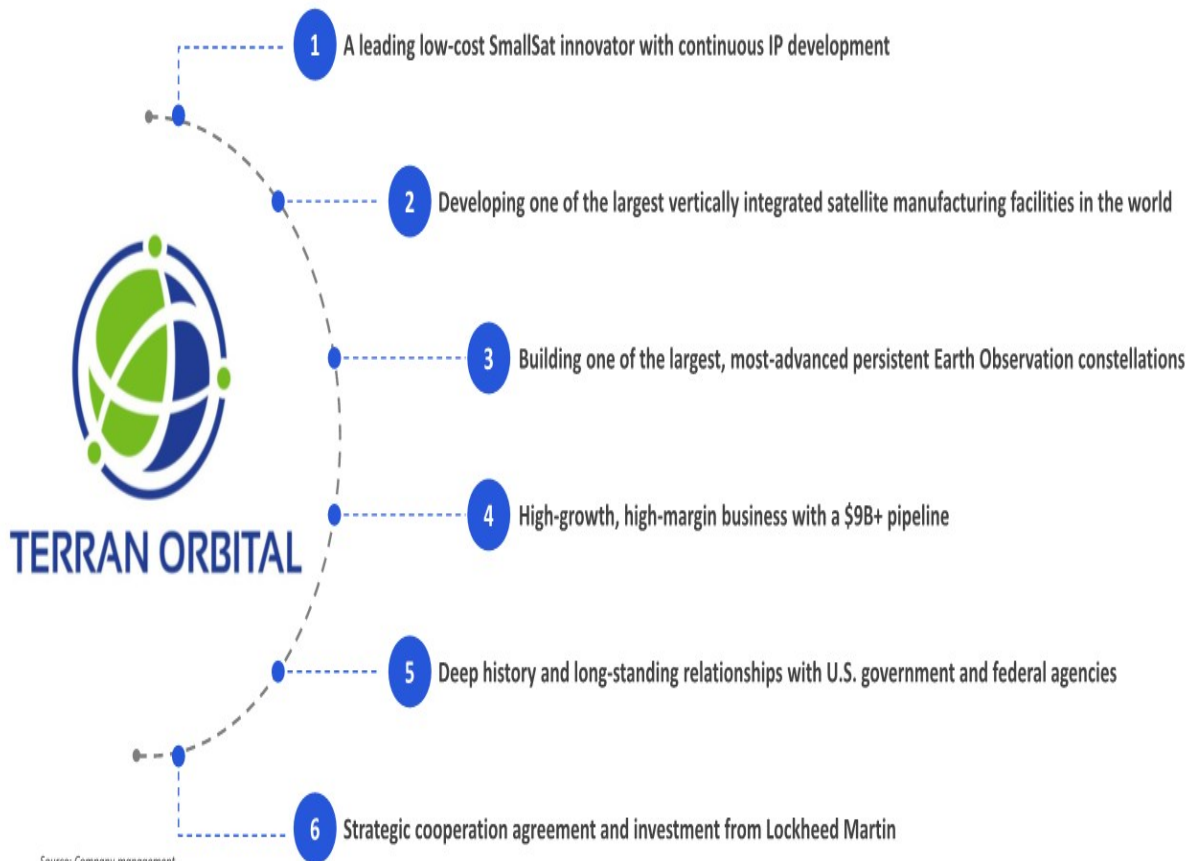 1 A leading low-cost SmallSat innovator with continuous IP development
2 Developing one of the largest vertically integrated satellite manufacturing facilities in the world
3 Building one of the largest, most-advanced persistent Earth Observation constellations
TERRAN ORBITAL
4 High-growth, high-margin business with a $9B+ pipeline
5 Deep history and long-standing relationships with U.S. government and federal agencies
6 Strategic cooperation agreement and investment from Lockheed Martin
Source: Company management